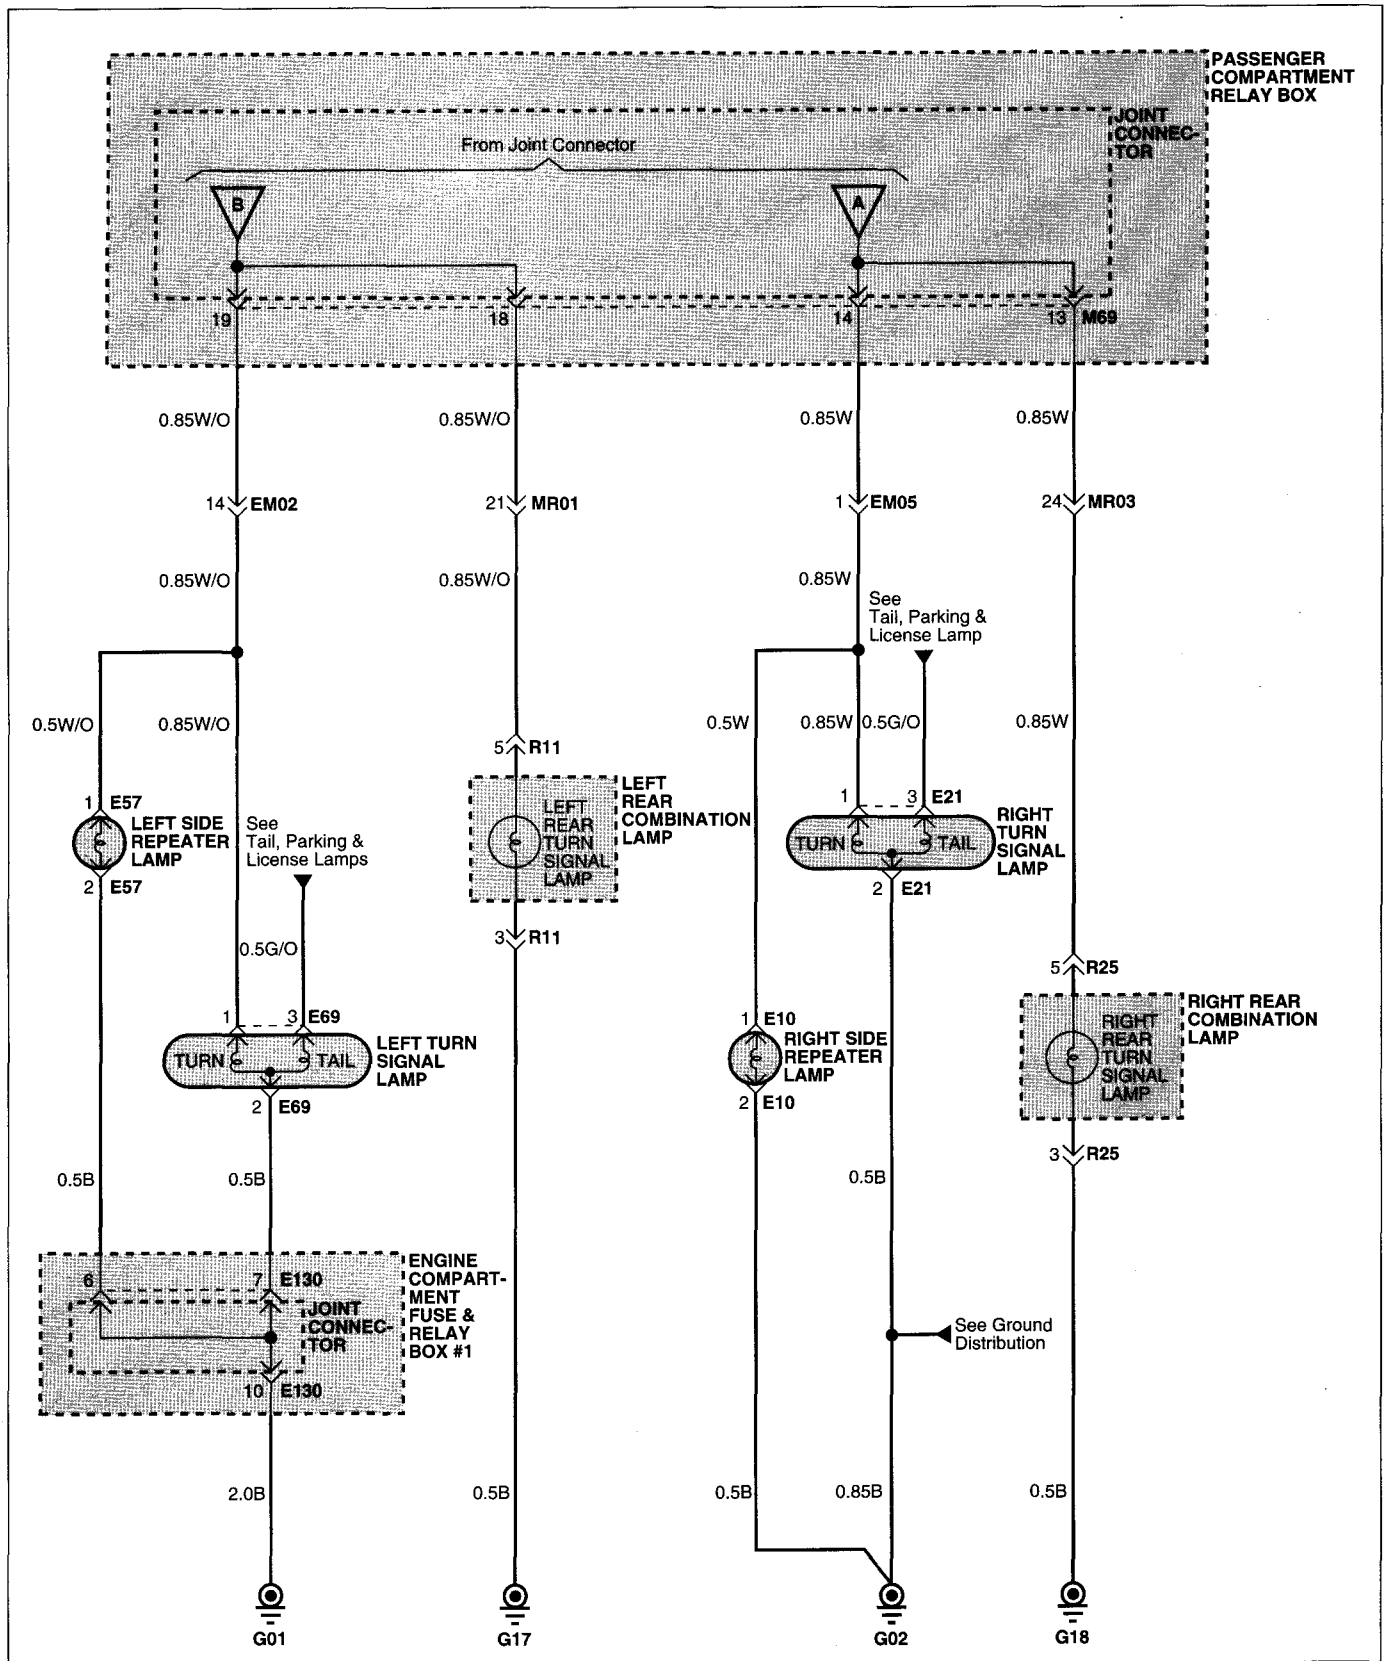 PASSENGER
COMPARTMENT
RELAY BOX
JOINT
CONNEC-
TOR
From Joint Connector
B
A
19
18
14
13 M69
0.85W/O
0.85W/O
0.85W
0.85W
14 EM02
21 MR01
1 EM05
24 MR03
0.85W/O
0.85W/O
0.85W
See
Tail, Parking &
License Lamp
0.5W/O
0.85W/O
0.5W
0.85W
0.5G/O
0.85W
5 R11
LEFT
REAR
COMBINATION
LAMP
LEFT
REAR
TURN
SIGNAL
LAMP
3 R11
1 E57
LEFT SIDE
REPEATER
LAMP
2 E57
See
Tail, Parking &
License Lamps
0.5G/O
1
3 E21
TURN
TAIL
RIGHT
TURN
SIGNAL
LAMP
2 E21
5 R25
RIGHT REAR
COMBINATION
LAMP
RIGHT
REAR
TURN
SIGNAL
LAMP
3 R25
1
3 E69
TURN
TAIL
LEFT TURN
SIGNAL
LAMP
2 E69
1 E10
RIGHT SIDE
REPEATER
LAMP
2 E10
0.5B
0.5B
0.5B
6
7 E130
JOINT
CONNEC-
TOR
10 E130
ENGINE
COMPART-
MENT
FUSE &
RELAY
BOX #1
See Ground
Distribution
2.0B
0.5B
0.5B
0.85B
0.5B
G01
G17
G02
G18